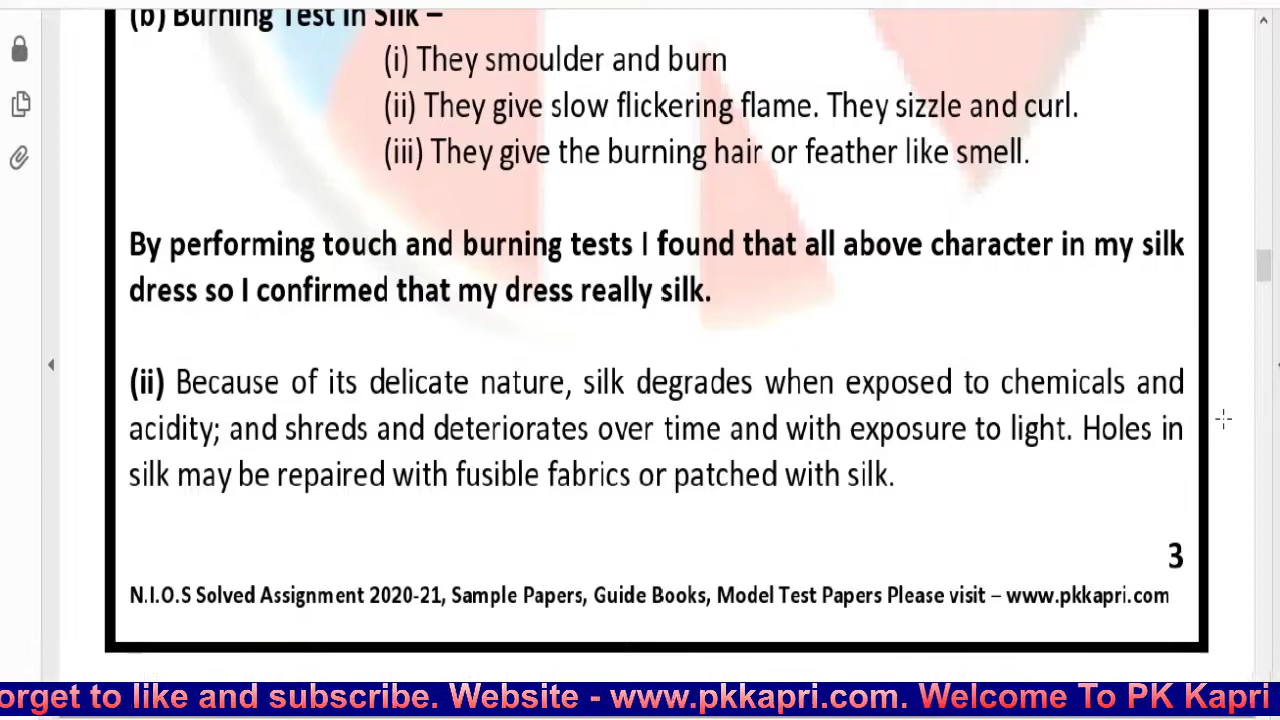 (b) Burning Test in Silk –
(i) They smoulder and burn
(ii) They give slow flickering flame. They sizzle and curl.
(iii) They give the burning hair or feather like smell.
By performing touch and burning tests I found that all above character in my silk
dress so I confirmed that my dress really silk.
(ii) Because of its delicate nature, silk degrades when exposed to chemicals and
acidity; and shreds and deteriorates over time and with exposure to light. Holes in
silk may be repaired with fusible fabrics or patched with silk.
3
N.I.O.S Solved Assignment 2020-21, Sample Papers, Guide Books, Model Test Papers Please visit – www.pkkapri.com
orget to like and subscribe. Website - www.pkkapri.com. Welcome To PK Kapri